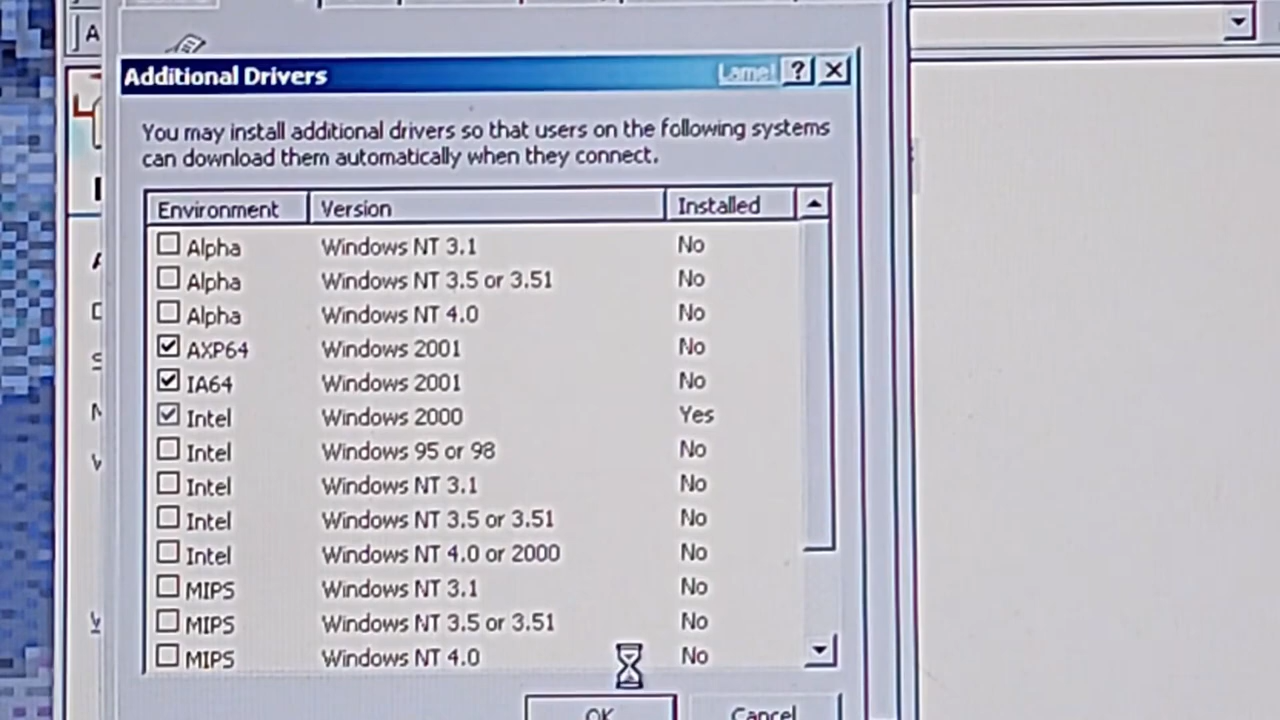 Additional Drivers Lame! ?
You may install additional drivers so that users on the following systems
can download them automatically when they connect.
Environment Version Installed
Alpha Windows NT 3.1 No
Alpha Windows NT 3.5 or 3.51 No
Alpha Windows NT 4.0 No
AXP64 Windows 2001 No
IA64 Windows 2001 No
Intel Windows 2000 Yes
Intel Windows 95 or 98 No
Intel Windows NT 3.1 No
Intel Windows NT 3.5 or 3.51 No
Intel Windows NT 4.0 or 2000 No
MIPS Windows NT 3.1 No
MIPS Windows NT 3.5 or 3.51 No
MIPS Windows NT 4.0 No
OK Cancel